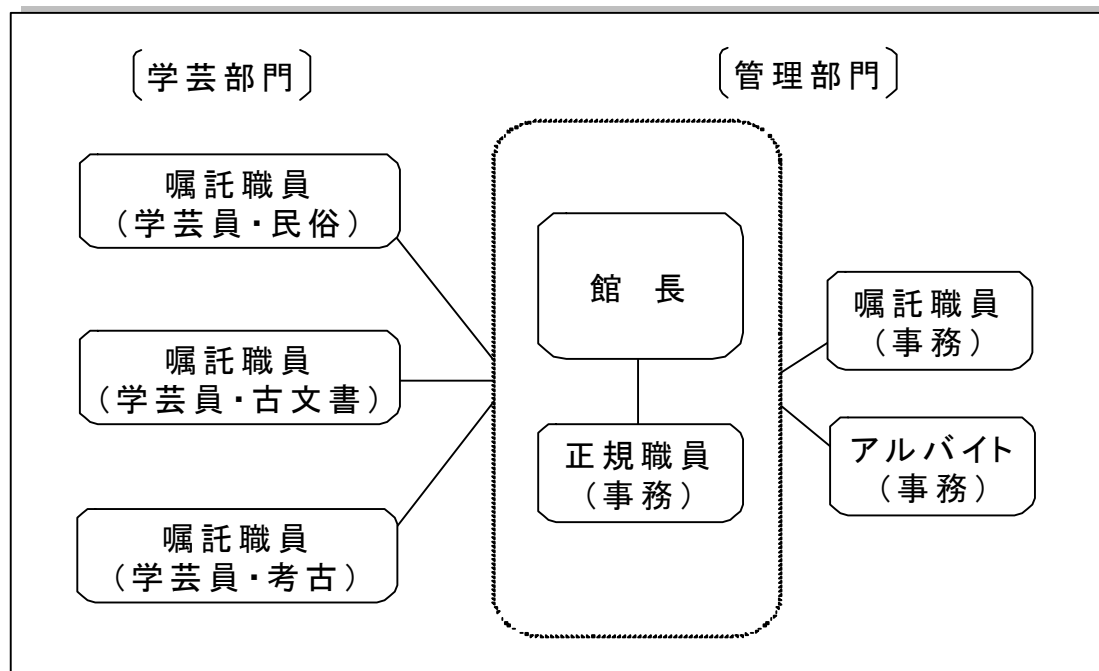 〔学芸部門〕
〔管理部門〕
嘱託職員
(学芸員・民俗)
嘱託職員
(学芸員・古文書)
嘱託職員
(学芸員・考古)
館 長
正規職員
(事務)
嘱託職員
(事務)
アルバイト
(事務)